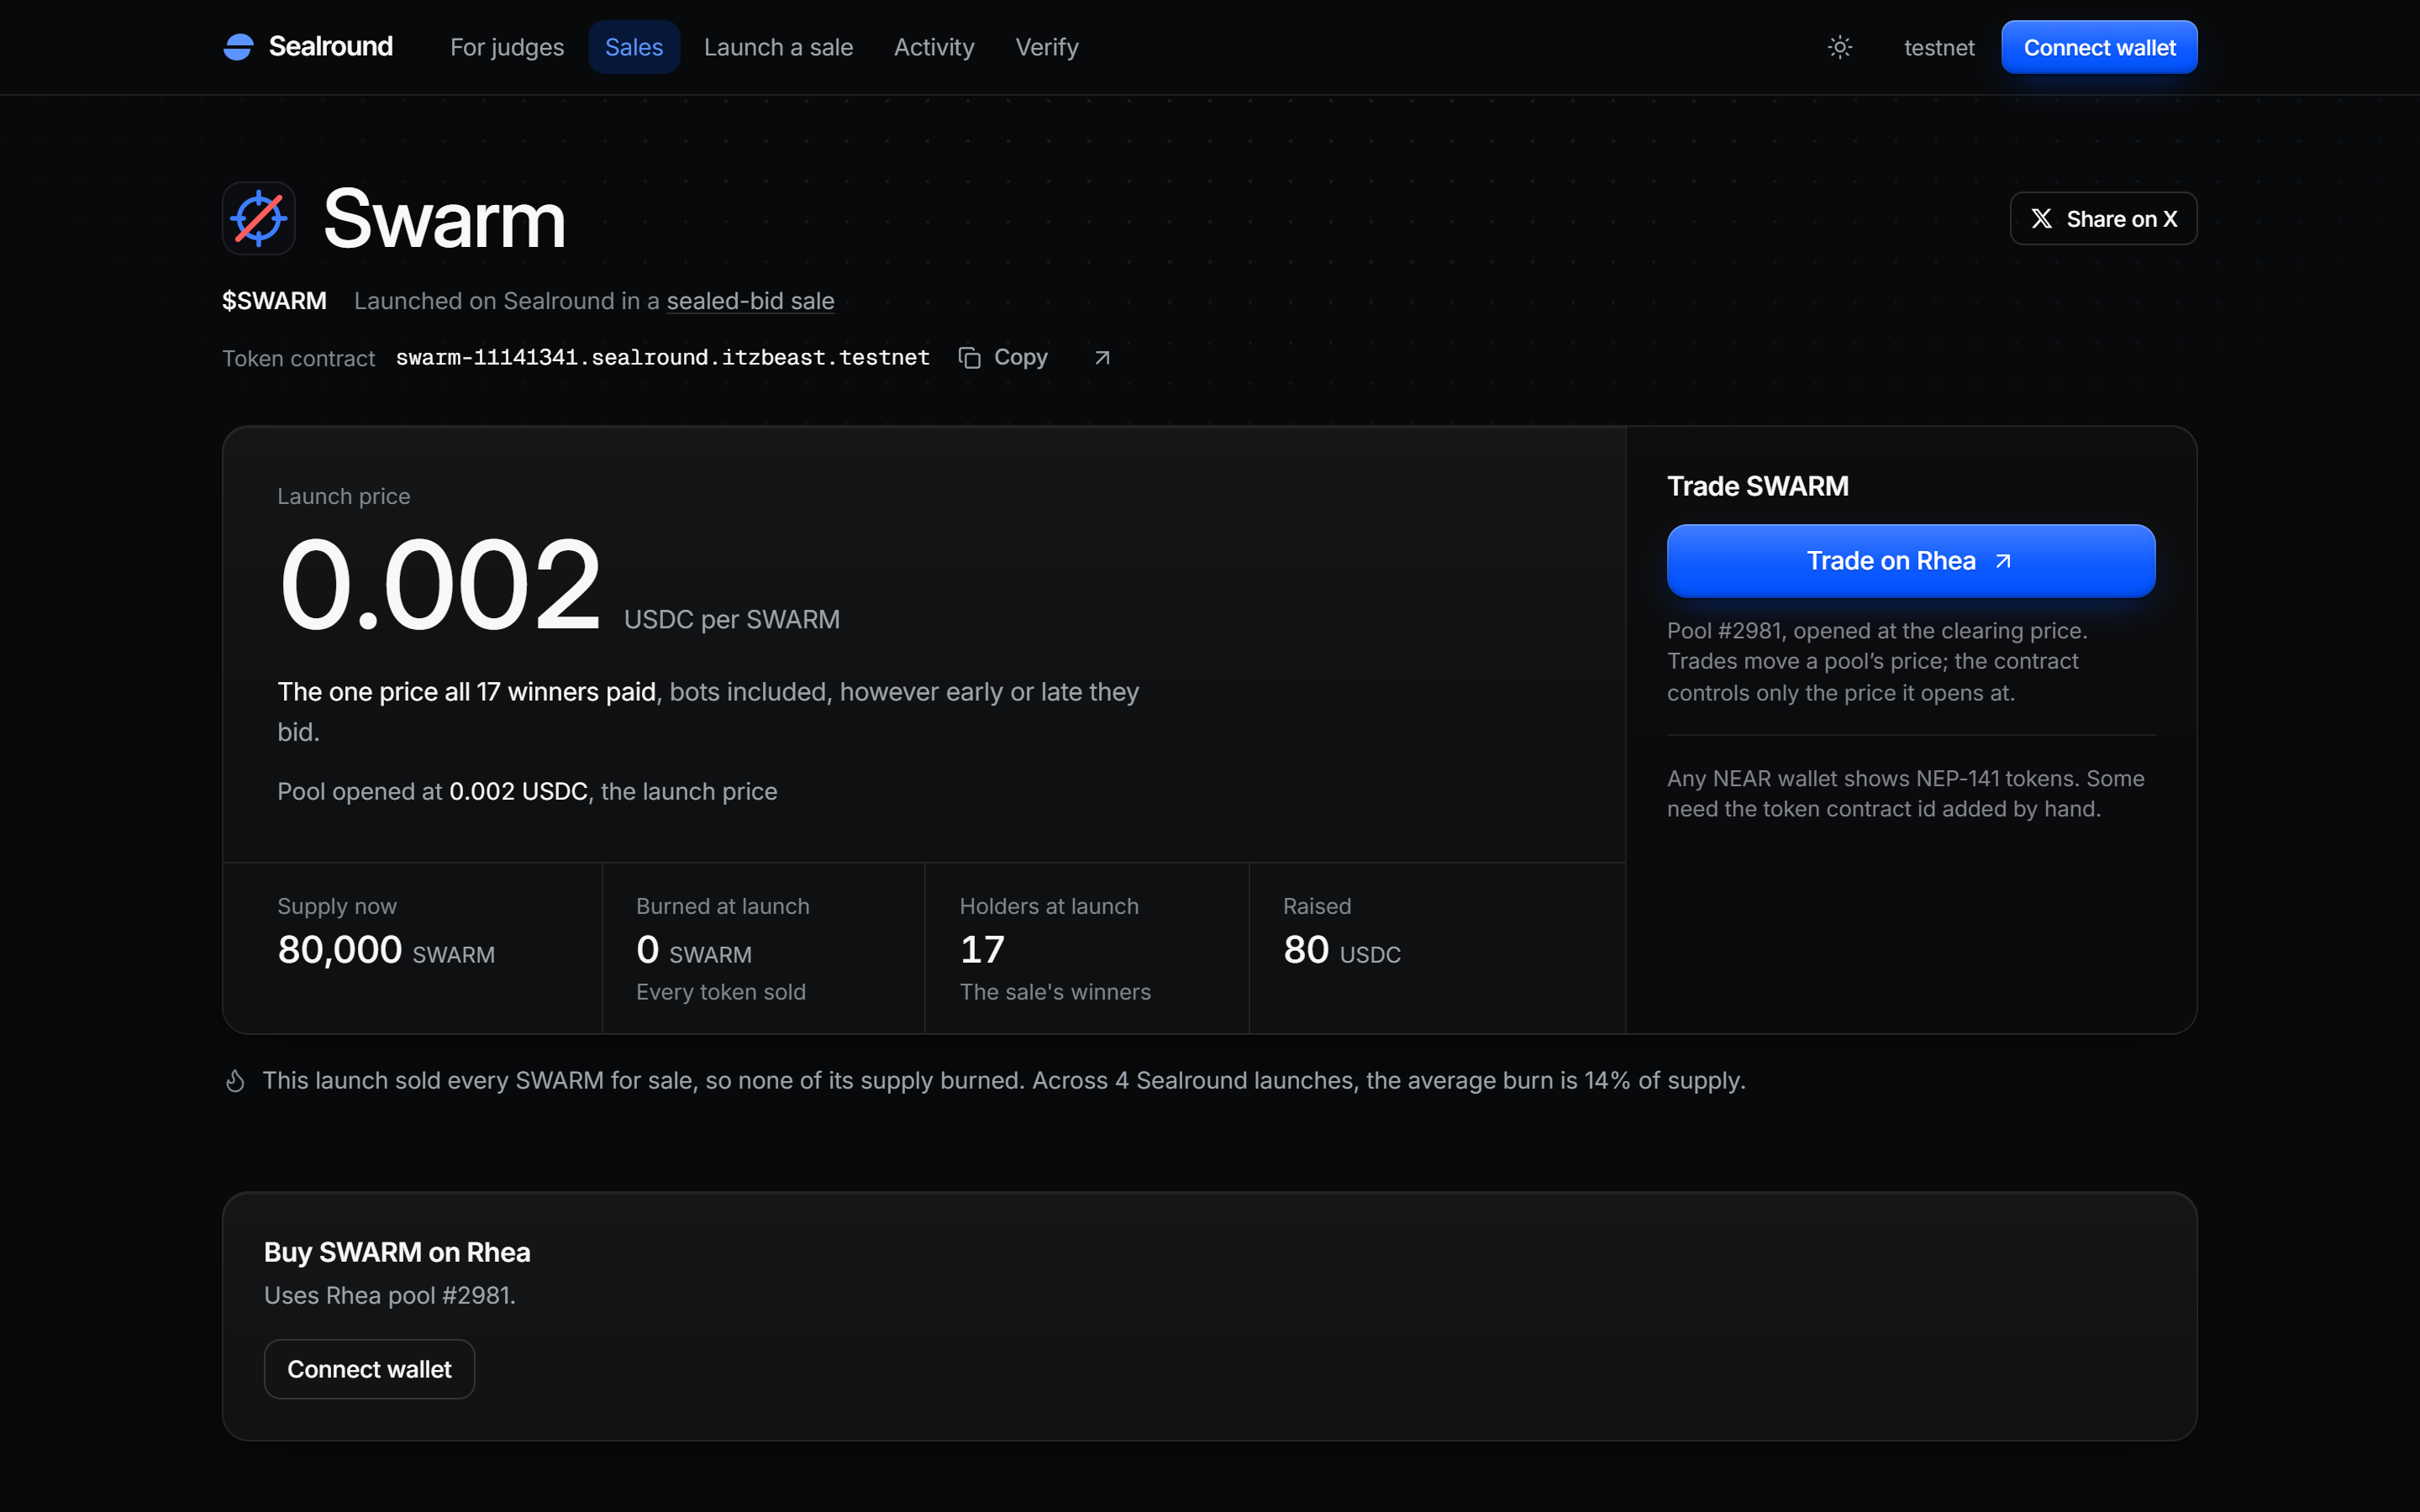 Sealround
For judges
Sales
Launch a sale
Activity
Verify
testnet
Connect wallet
Swarm
Share on X
$SWARM Launched on Sealround in a sealed-bid sale
Token contract swarm-11141341.sealround.itzbeast.testnet Copy
Launch price
0.002 USDC per SWARM
The one price all 17 winners paid, bots included, however early or late they
bid.
Pool opened at 0.002 USDC, the launch price
Supply now
80,000 SWARM
Burned at launch
0 SWARM
Every token sold
Holders at launch
17
The sale's winners
Raised
80 USDC
Trade SWARM
Trade on Rhea
Pool #2981, opened at the clearing price.
Trades move a pool’s price; the contract
controls only the price it opens at.
Any NEAR wallet shows NEP-141 tokens. Some
need the token contract id added by hand.
This launch sold every SWARM for sale, so none of its supply burned. Across 4 Sealround launches, the average burn is 14% of supply.
Buy SWARM on Rhea
Uses Rhea pool #2981.
Connect wallet